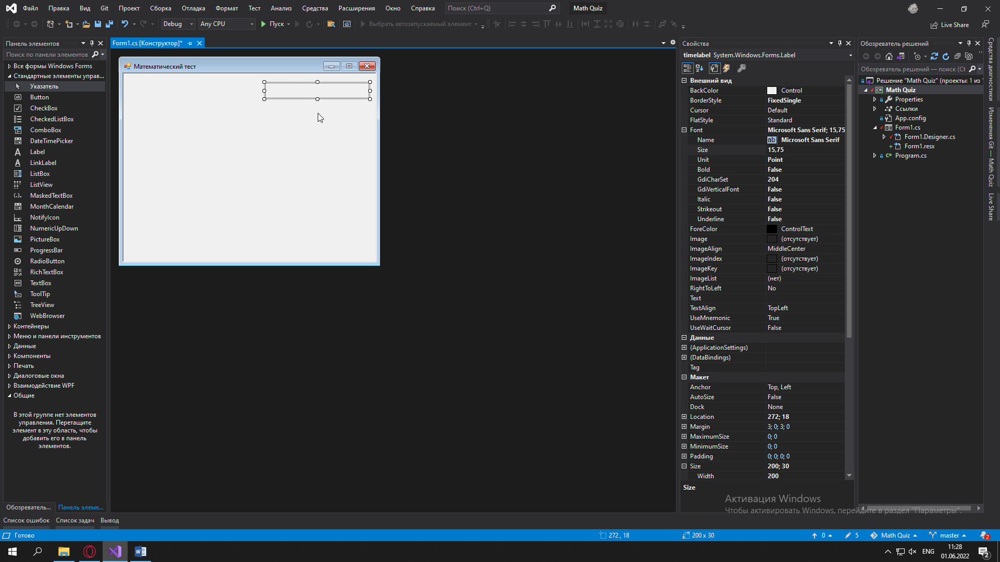 Файл Правка Вид Git Проект Сборка Отладка Формат Тест Анализ Средства Расширения Окно Справка Поиск (Ctrl+Q) Math Quiz
Debug Any CPU Пуск Выбрать автозапускаемый элемент Live Share
Панель элементов
Поиск по панели элементов
Все формы Windows Forms
Стандартные элементы управ...
Указатель
Button
CheckBox
CheckedListBox
ComboBox
DateTimePicker
Label
LinkLabel
ListBox
ListView
MaskedTextBox
MonthCalendar
NotifyIcon
NumericUpDown
PictureBox
ProgressBar
RadioButton
RichTextBox
TextBox
ToolTip
TreeView
WebBrowser
Контейнеры
Меню и панели инструментов
Данные
Компоненты
Печать
Диалоговые окна
Взаимодействие WPF
Общие
В этой группе нет элементов
управления. Перетащите
элемент в эту область, чтобы
добавить его в панель
элементов.
Обозреватель... Панель элеме...
Form1.cs [Конструктор]*
Математический тест
Свойства
timelabel System.Windows.Forms.Label
Внешний вид
BackColor Control
BorderStyle FixedSingle
Cursor Default
FlatStyle Standard
Font Microsoft Sans Serif; 15,75
Name ab Microsoft Sans Serif
Size 15,75
Unit Point
Bold False
GdiCharSet 204
GdiVerticalFont False
Italic False
Strikeout False
Underline False
ForeColor ControlText
Image (отсутствует)
ImageAlign MiddleCenter
ImageIndex (отсутствует)
ImageKey (отсутствует)
ImageList (нет)
RightToLeft No
Text
TextAlign TopLeft
UseMnemonic True
UseWaitCursor False
Данные
(ApplicationSettings)
(DataBindings)
Tag
Макет
Anchor Top, Left
AutoSize False
Dock None
Location 272; 18
Margin 3; 0; 3; 0
MaximumSize 0; 0
MinimumSize 0; 0
Padding 0; 0; 0; 0
Size 200; 30
Width 200
Size
Обозреватель решений
Обозреватель решений — поиск (Ct
Решение "Math Quiz" (проекты: 1 из 1
Math Quiz
Properties
Ссылки
App.config
Form1.cs
Form1.Designer.cs
Form1.resx
Program.cs
Средства диагностики
Изменения Git — Math Quiz
Live Share
Активация Windows
Чтобы активировать Windows, перейдите в раздел "Параметры".
Список ошибок Список задач Вывод
Готово 272 , 18 200 x 30 0 5 Math Quiz master 2
ENG 11:28
01.06.2022 2